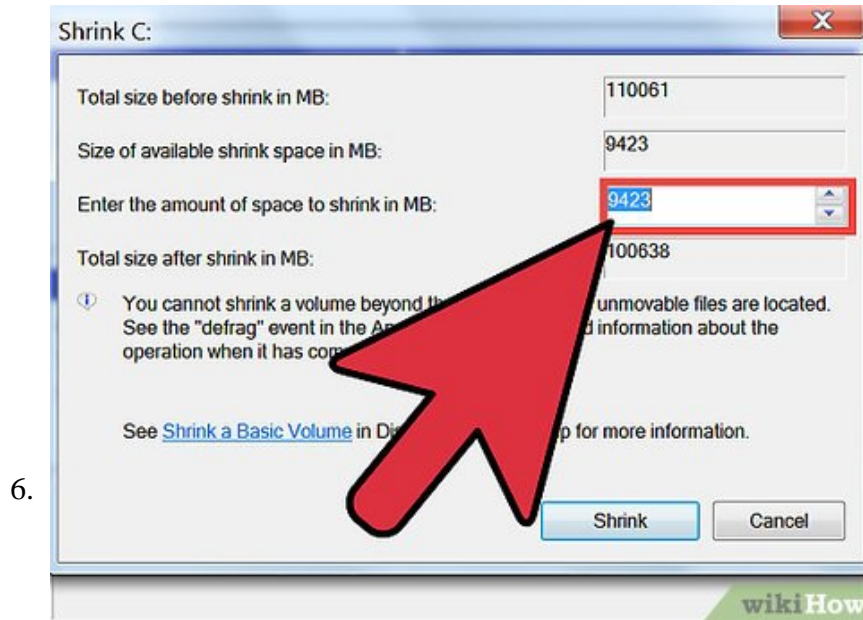 Shrink C:
Total size before shrink in MB: 110061
Size of available shrink space in MB: 9423
Enter the amount of space to shrink in MB: 9423
Total size after shrink in MB: 100638
You cannot shrink a volume beyond unmovable files are located.
See the "defrag" event in the information about the
operation when it has
See Shrink a Basic Volume in for more information.
6.
Shrink Cancel
wikiHow